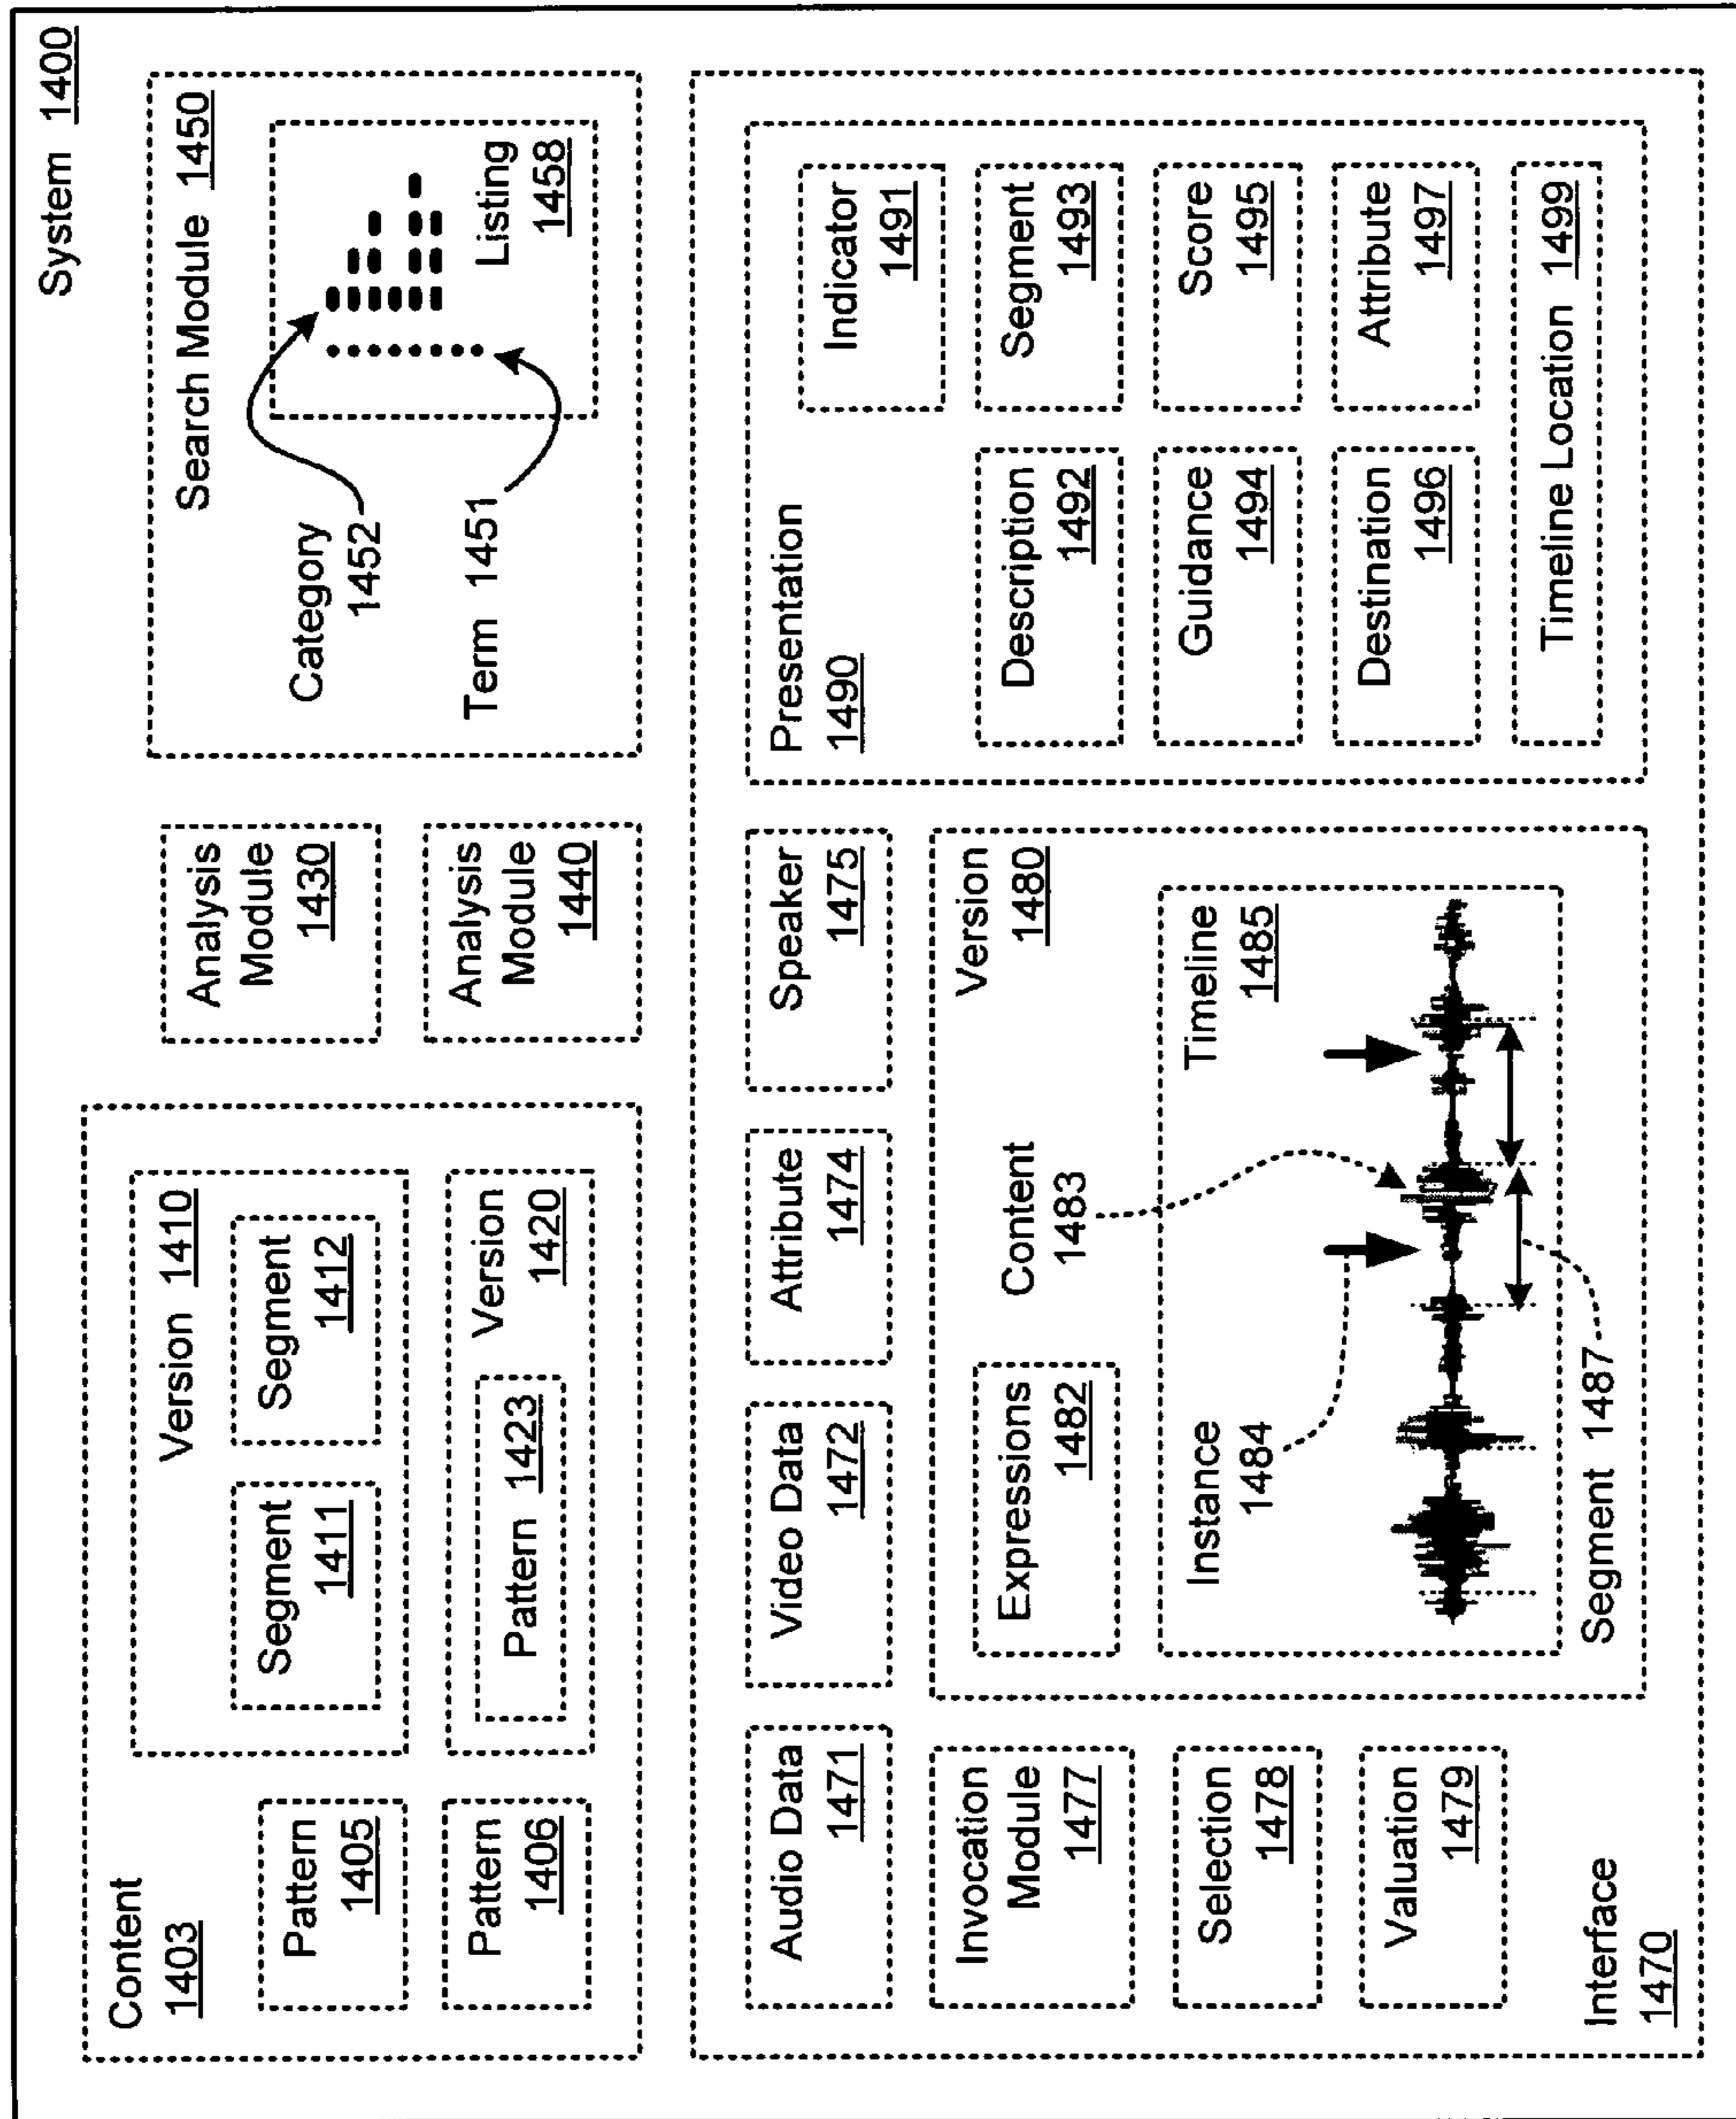 System 1400
Content
1403
Version 1410
Segment
1411
Segment
1412
Pattern
1405
Pattern
1406
Version
1420
Pattern 1423
Analysis
Module
1430
Analysis
Module
1440
Search Module 1450
Category
1452
Term 1451
Listing
1458
Audio Data
1471
Video Data
1472
Attribute
1474
Speaker
1475
Invocation
Module
1477
Selection
1478
Valuation
1479
Interface
1470
Version
1480
Expressions
1482
Content
1483
Instance
1484
Timeline
1485
Segment 1487
Presentation
1490
Indicator
1491
Description
1492
Segment
1493
Guidance
1494
Score
1495
Destination
1496
Attribute
1497
Timeline Location 1499